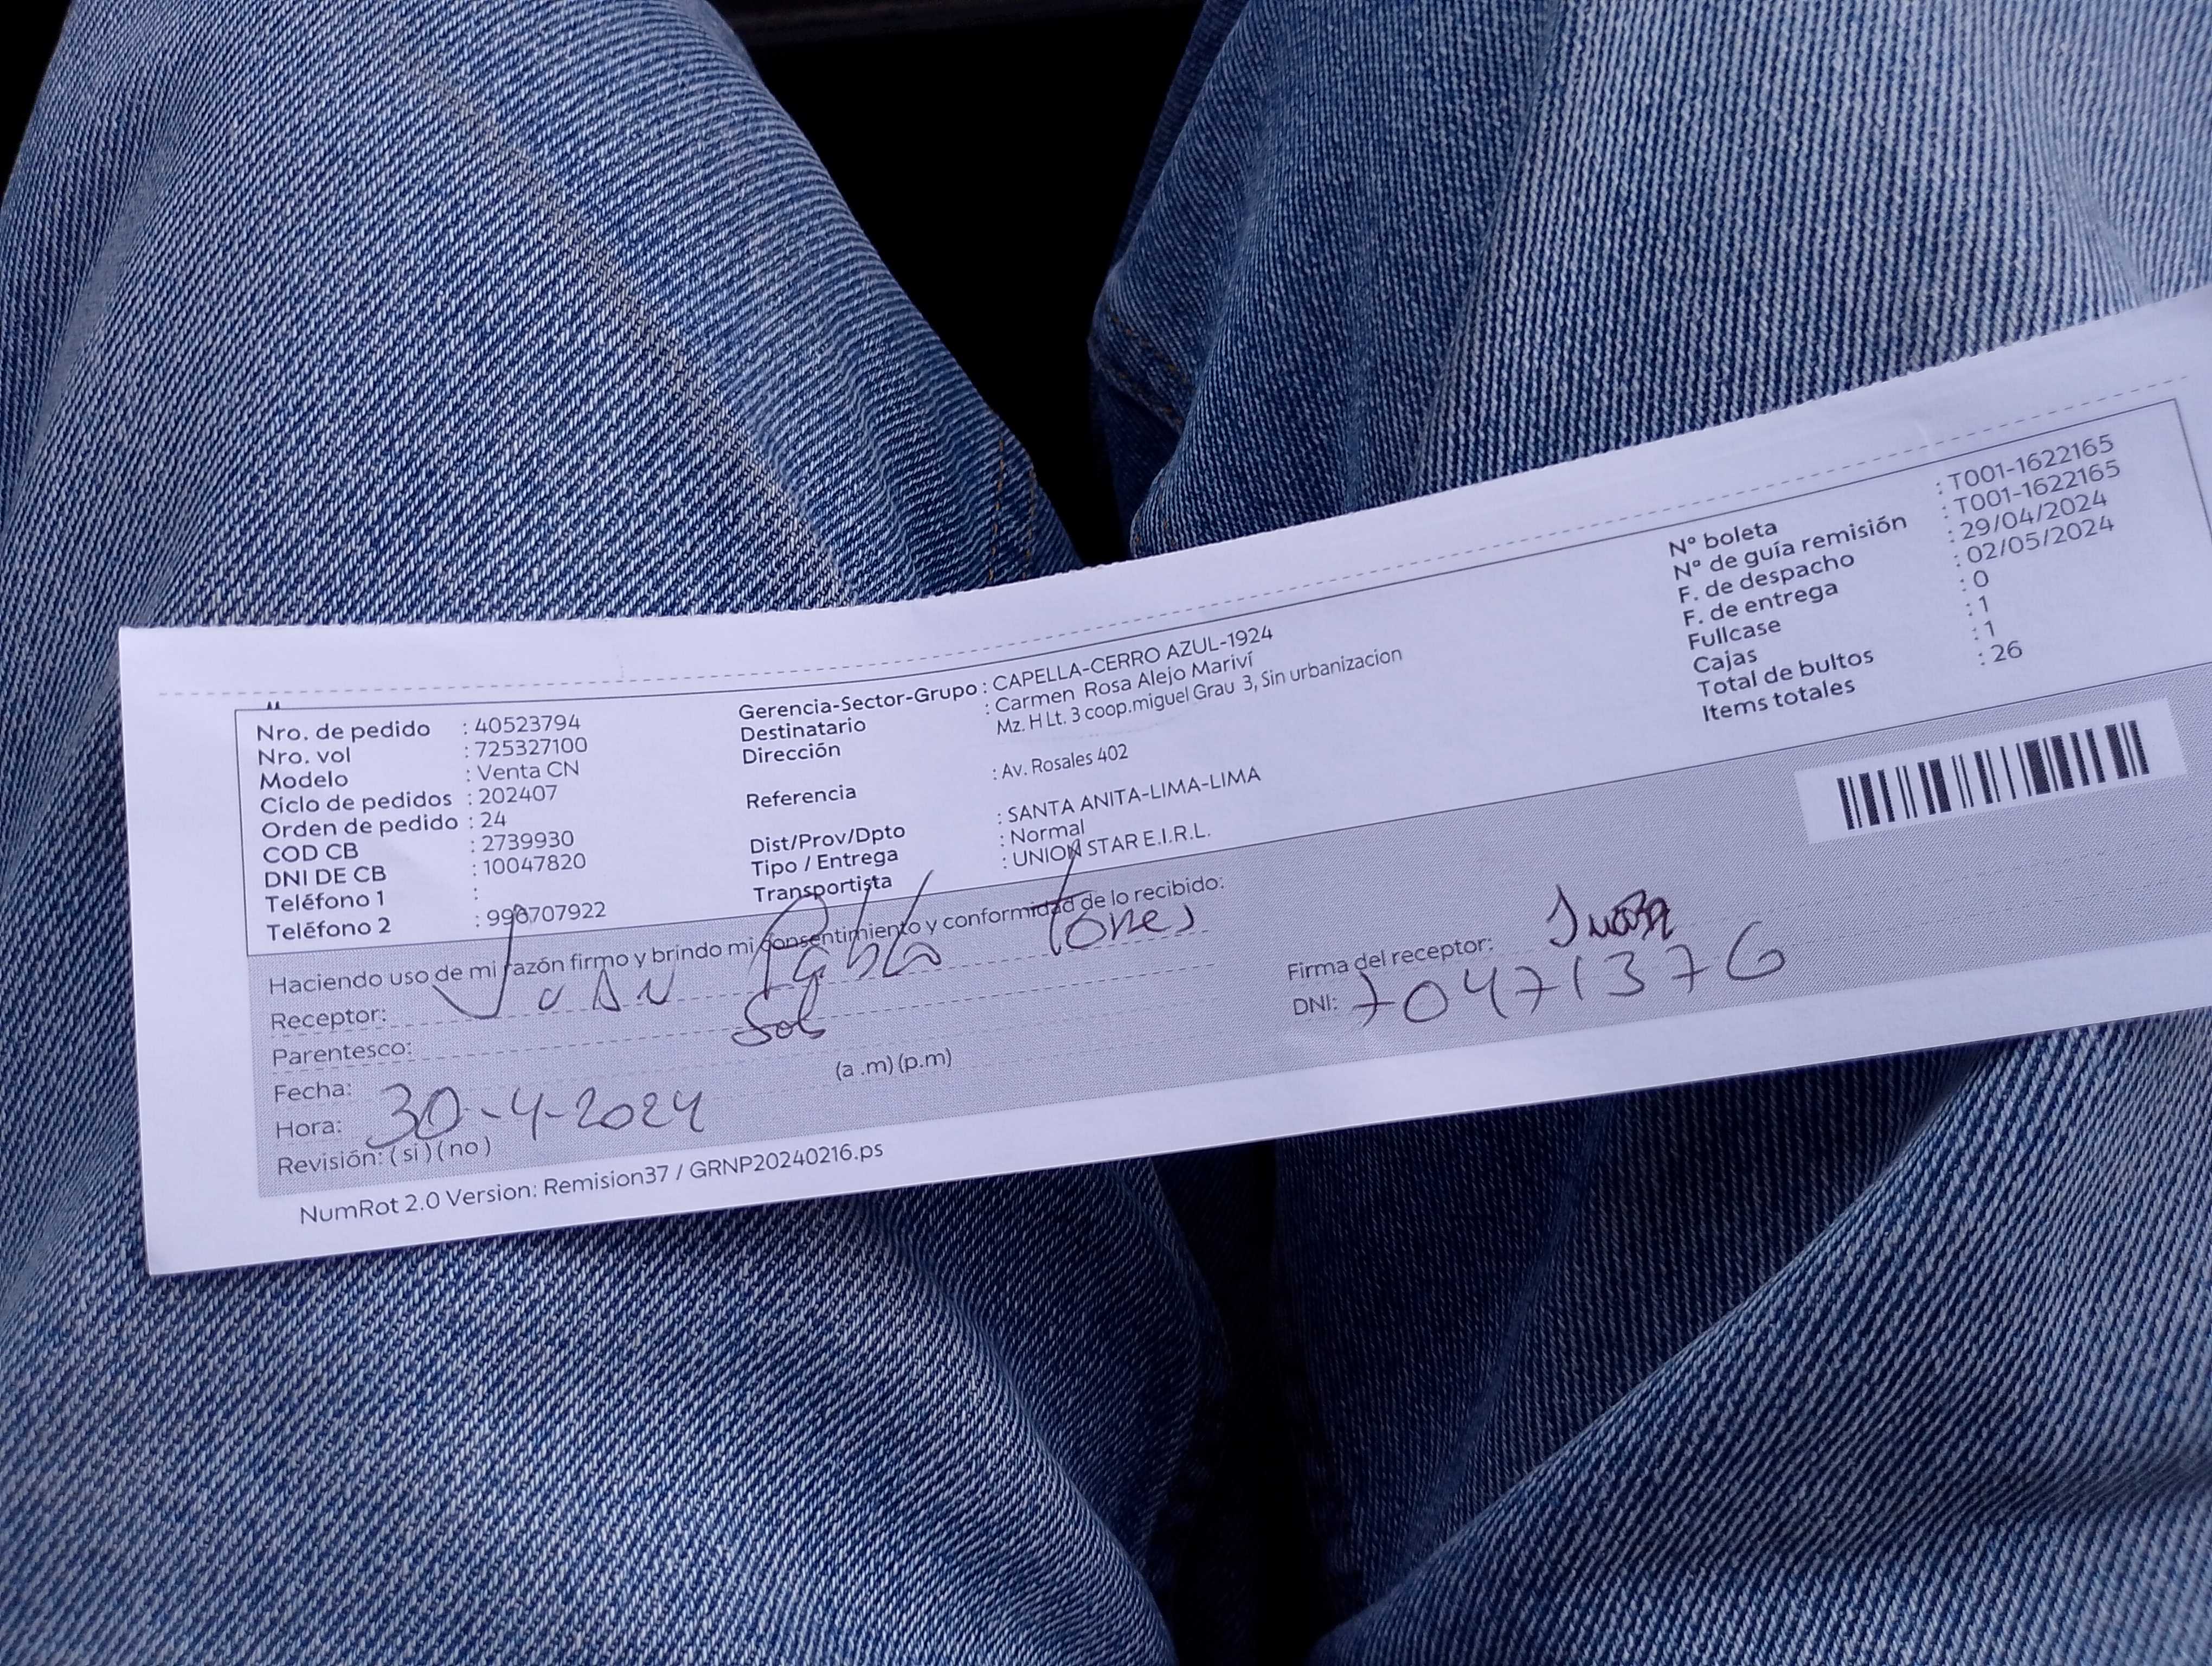 Nro. de pedido : 40523794
Nro. vol : 725327100
Modelo : Venta CN
Ciclo de pedidos : 202407
Orden de pedido : 24
COD CB : 2739930
DNI DE CB : 10047820
Teléfono 1 :
Teléfono 2 : 998707922
Gerencia-Sector-Grupo : CAPELLA-CERRO AZUL-1924
Destinatario : Carmen Rosa Alejo Mariví
Dirección Mz. H Lt. 3 coop.miguel Grau 3, Sin urbanizacion
Referencia : Av. Rosales 402
Dist/Prov/Dpto : SANTA ANITA-LIMA-LIMA
Tipo / Entrega : Normal
Transportista : UNION STAR E.I.R.L.
Nº boleta : T001-1622165
Nº de guía remisión : T001-1622165
F. de despacho : 29/04/2024
F. de entrega : 02/05/2024
Fullcase : 0
Cajas : 1
Total de bultos : 1
Items totales : 26
Haciendo uso de mi razón firmo y brindo mi consentimiento y conformidad de lo recibido:
Receptor: JUAN Pablo Torres
Parentesco:
Fecha: 30-4-2024
Hora: (a .m) (p.m)
Revisión: ( si ) ( no )
Firma del receptor: Juan
DNI: 70471376
NumRot 2.0 Version: Remision37 / GRNP20240216.ps